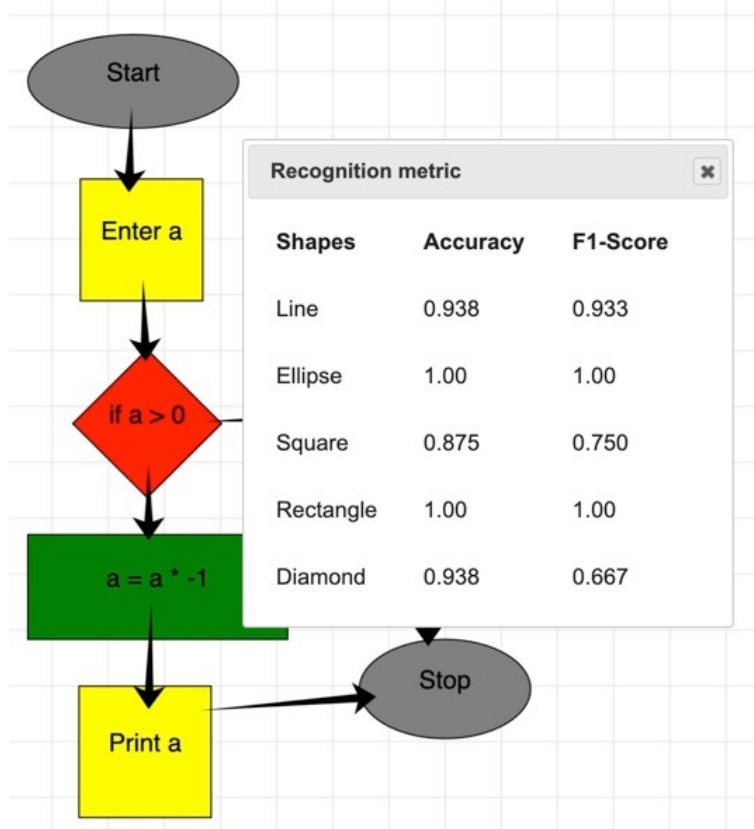 Start
Enter a
if a > 0
a = a * -1
Print a
Stop
Recognition metric
Shapes Accuracy F1-Score
Line 0.938 0.933
Ellipse 1.00 1.00
Square 0.875 0.750
Rectangle 1.00 1.00
Diamond 0.938 0.667